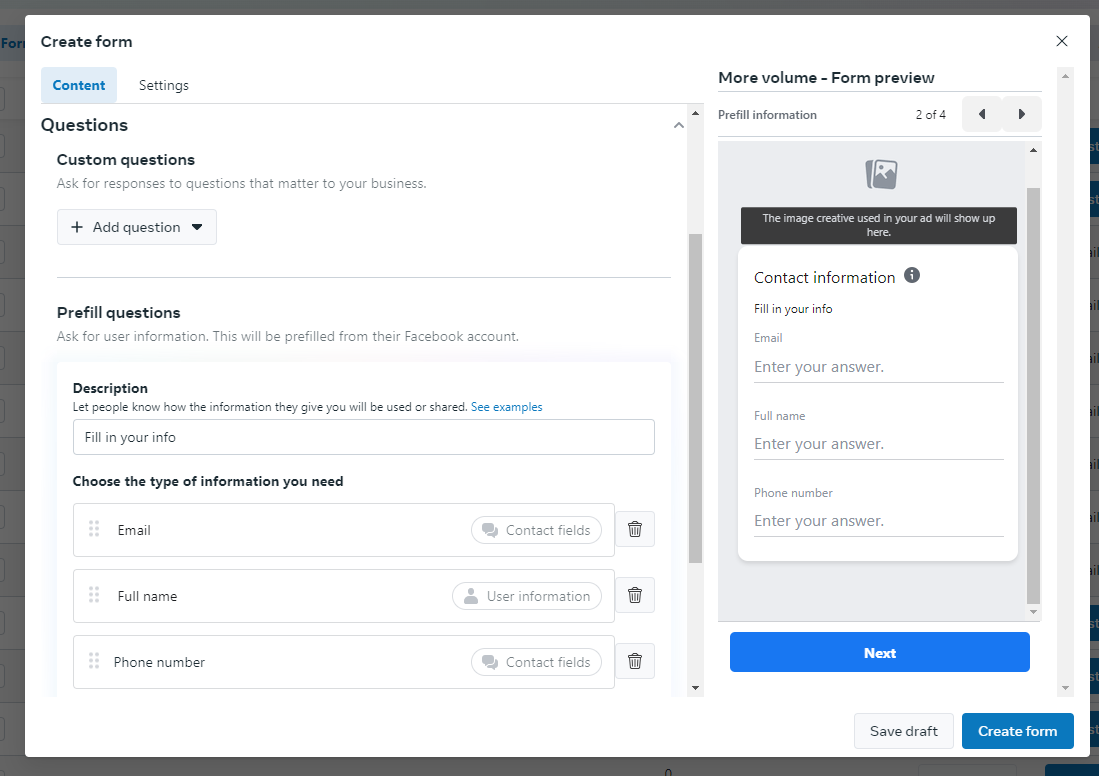 Create form
Content
Settings
Questions
Custom questions
Ask for responses to questions that matter to your business.
+ Add question
Prefill questions
Ask for user information. This will be prefilled from their Facebook account.
Description
Let people know how the information they give you will be used or shared. See examples
Fill in your info
Choose the type of information you need
Email
Contact fields
Full name
User information
Phone number
Contact fields
More volume - Form preview
Prefill information
2 of 4
The image creative used in your ad will show up
here.
Contact information
Fill in your info
Email
Enter your answer.
Full name
Enter your answer.
Phone number
Enter your answer.
Next
Save draft
Create form